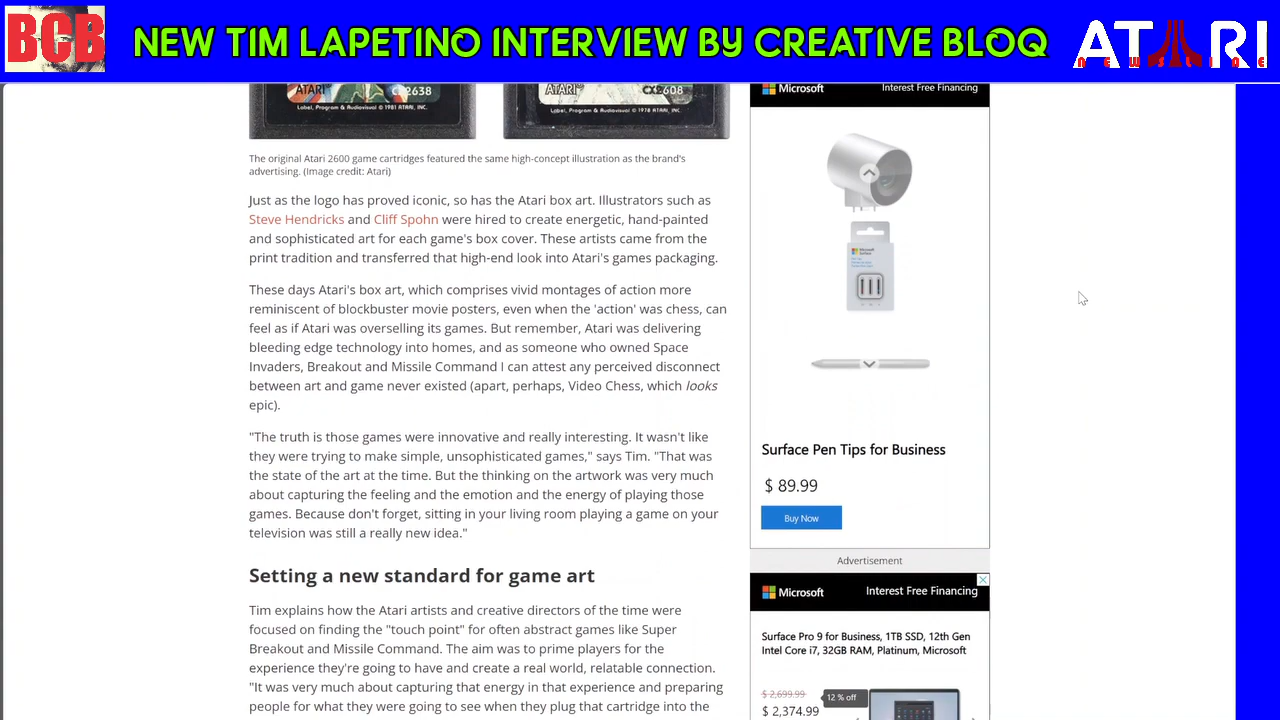 BCB
NEW TIM LAPETINO INTERVIEW BY CREATIVE BLOQ
ATARI
NEWSLINE
ATARI CX2638
Label, Program & Audiovisual © 1981 ATARI, INC.
ATARI CX2608
Label, Program & Audiovisual © 1978 ATARI, INC.
The original Atari 2600 game cartridges featured the same high-concept illustration as the brand's
advertising. (Image credit: Atari)
Just as the logo has proved iconic, so has the Atari box art. Illustrators such as
Steve Hendricks and Cliff Spohn were hired to create energetic, hand-painted
and sophisticated art for each game's box cover. These artists came from the
print tradition and transferred that high-end look into Atari's games packaging.
These days Atari's box art, which comprises vivid montages of action more
reminiscent of blockbuster movie posters, even when the 'action' was chess, can
feel as if Atari was overselling its games. But remember, Atari was delivering
bleeding edge technology into homes, and as someone who owned Space
Invaders, Breakout and Missile Command I can attest any perceived disconnect
between art and game never existed (apart, perhaps, Video Chess, which looks
epic).
"The truth is those games were innovative and really interesting. It wasn't like
they were trying to make simple, unsophisticated games," says Tim. "That was
the state of the art at the time. But the thinking on the artwork was very much
about capturing the feeling and the emotion and the energy of playing those
games. Because don't forget, sitting in your living room playing a game on your
television was still a really new idea."
Setting a new standard for game art
Tim explains how the Atari artists and creative directors of the time were
focused on finding the "touch point" for often abstract games like Super
Breakout and Missile Command. The aim was to prime players for the
experience they're going to have and create a real world, relatable connection.
"It was very much about capturing that energy in that experience and preparing
people for what they were going to see when they plug that cartridge into the
Microsoft
Interest Free Financing
Surface Pen Tips for Business
$ 89.99
Buy Now
Advertisement
Microsoft
Interest Free Financing
Surface Pro 9 for Business, 1TB SSD, 12th Gen
Intel Core i7, 32GB RAM, Platinum, Microsoft
$ 2,699.99
12 % off
$ 2,374.99